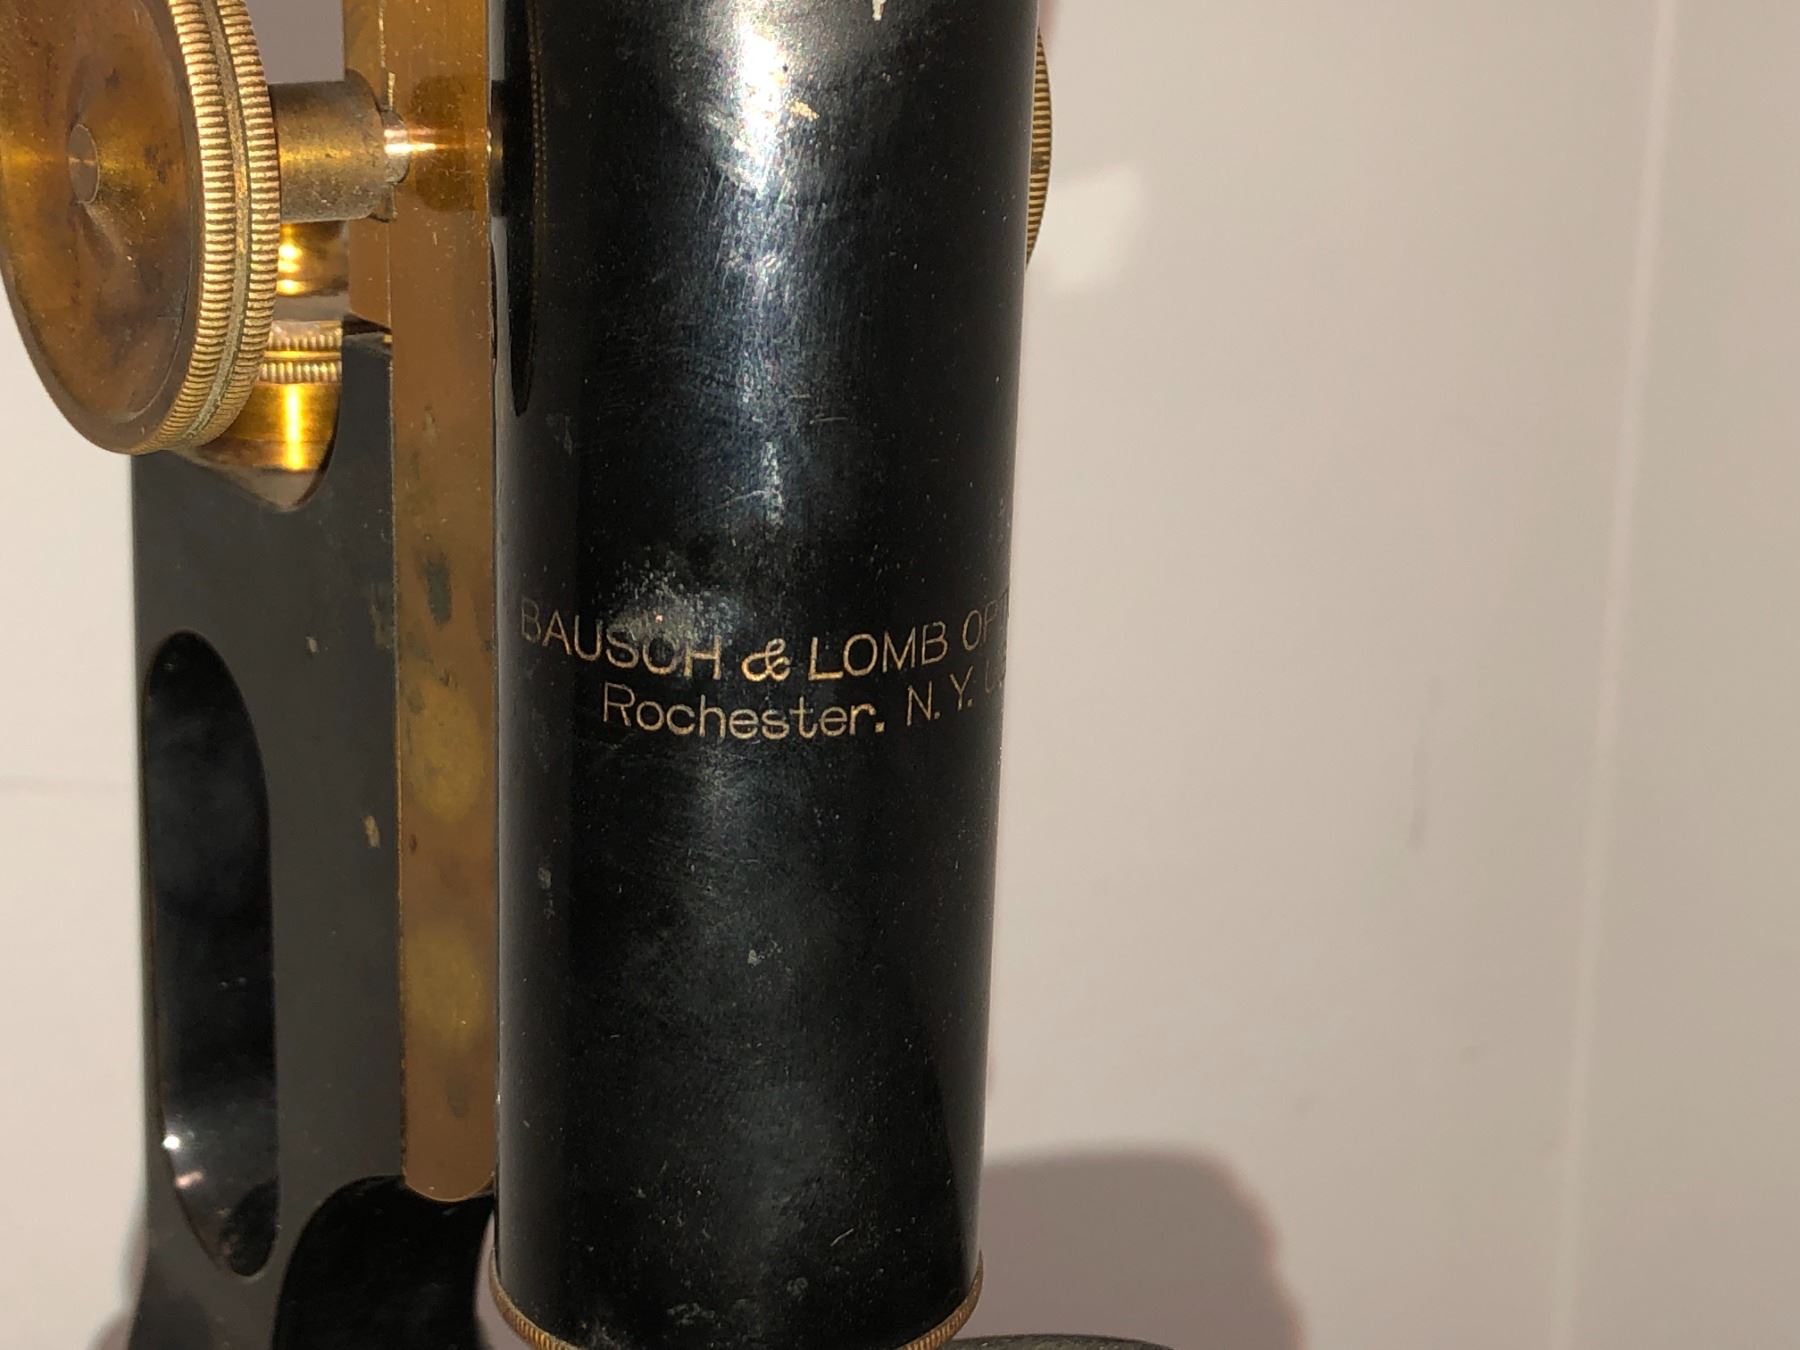 BAUSCH & LOMB OPT
Rochester. N. Y. U.S